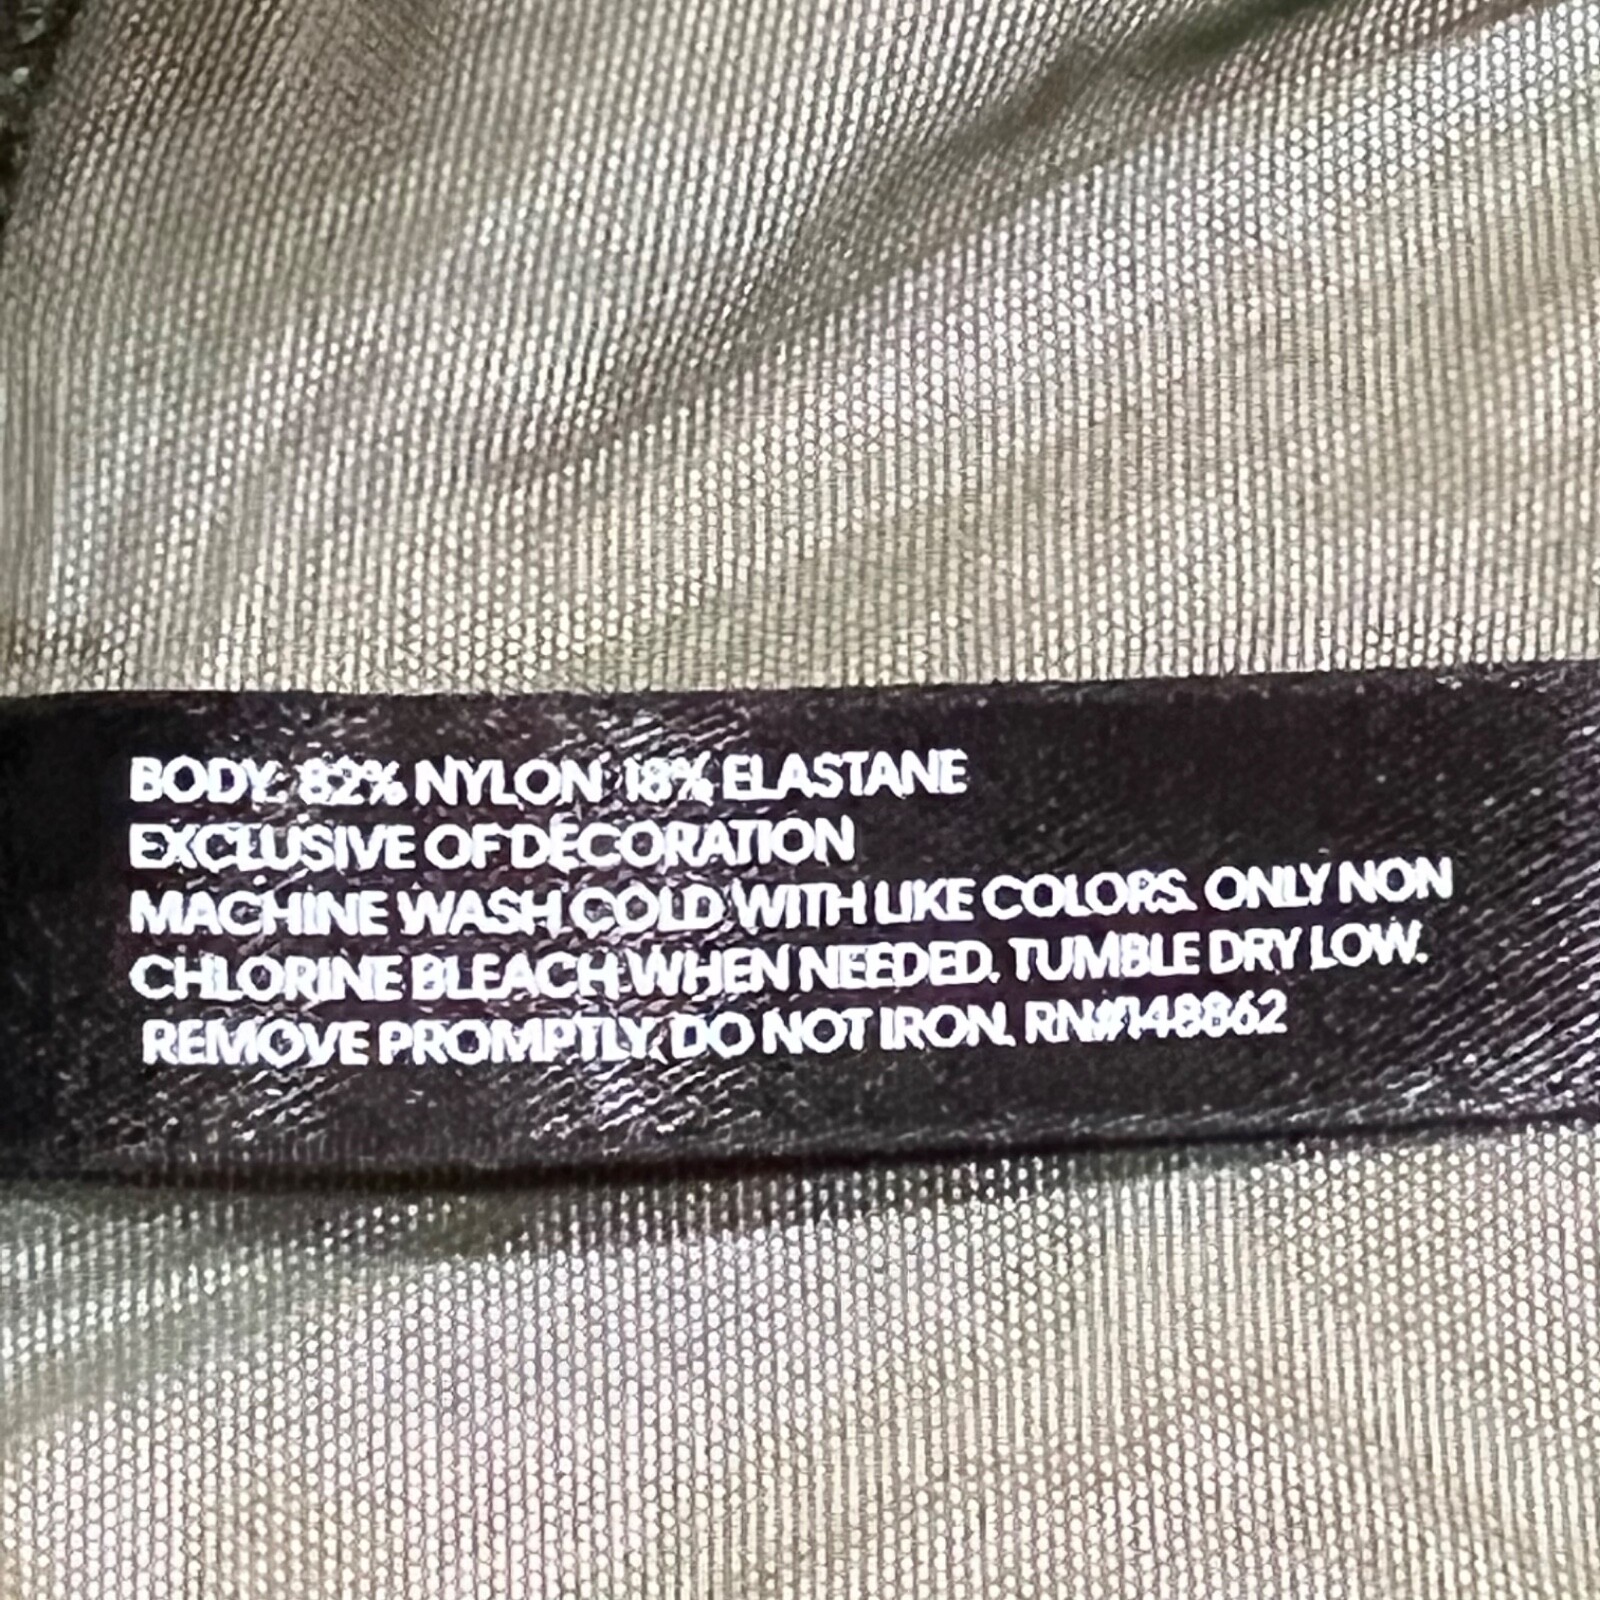 BODY: 82% NYLON 18% ELASTANE
EXCLUSIVE OF DECORATION
MACHINE WASH COLD WITH LIKE COLORS. ONLY NON
CHLORINE BLEACH WHEN NEEDED. TUMBLE DRY LOW.
REMOVE PROMPTLY. DO NOT IRON. RN#148862